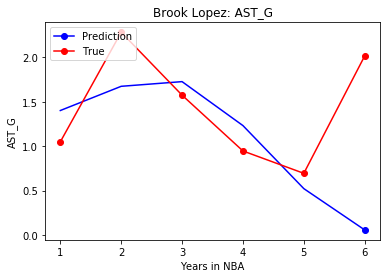 Brook Lopez: AST_G
Prediction
True
2.0
1.5
1.0
0.5
0.0
AST_G
1 2 3 4 5 6
Years in NBA